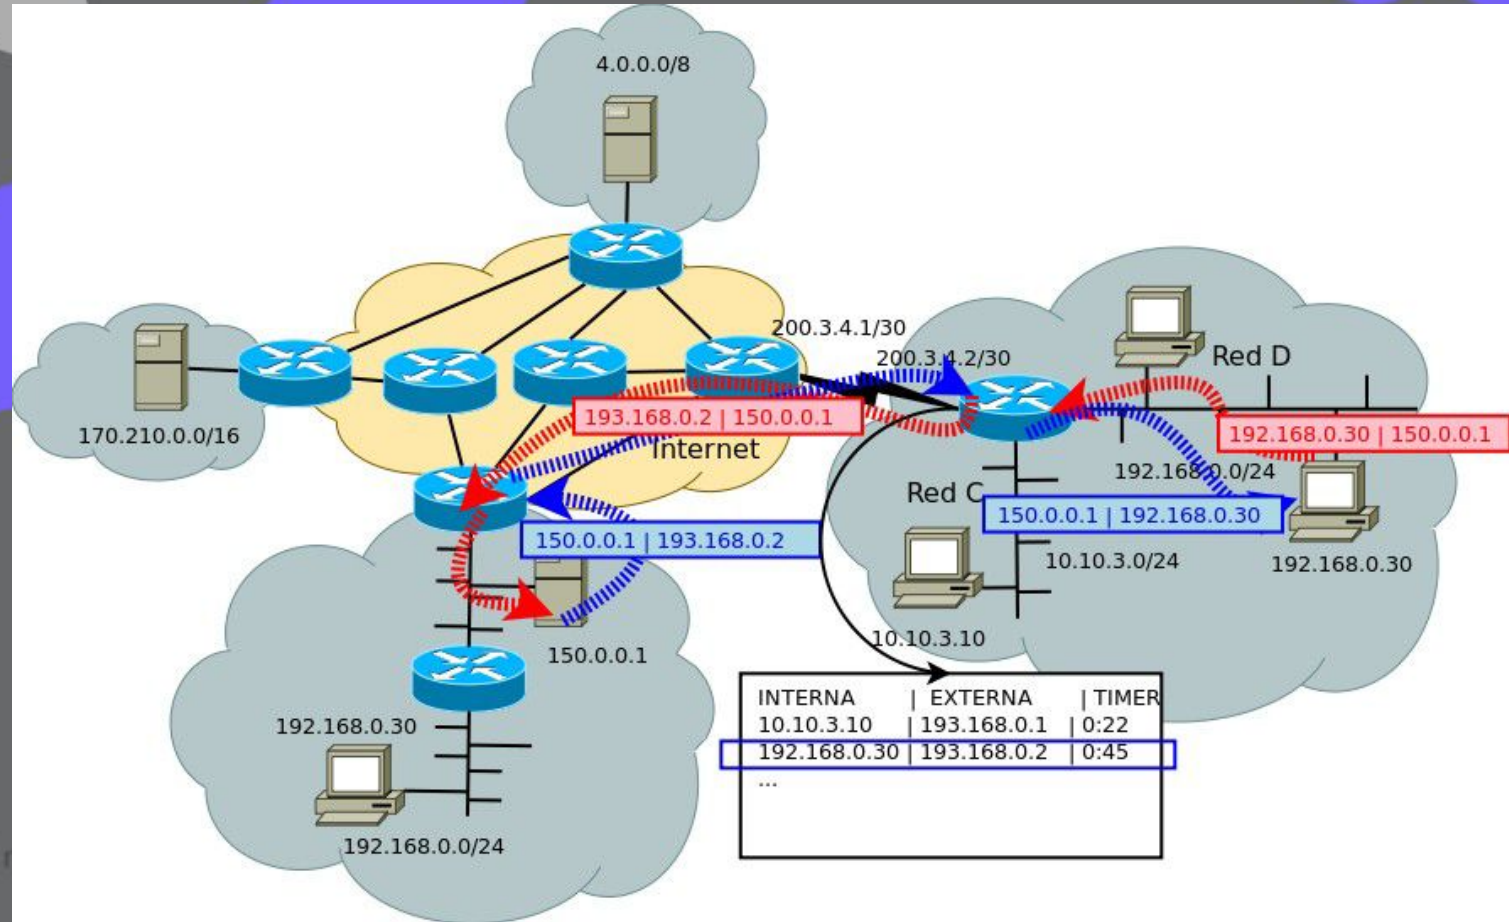 4.0.0.0/8
200.3.4.1/30
200.3.4.2/30
Red D
193.168.0.2 | 150.0.0.1
192.168.0.30 | 150.0.0.1
170.210.0.0/16
Internet
192.168.0.0/24
Red C
150.0.0.1 | 192.168.0.30
150.0.0.1 | 193.168.0.2
10.10.3.0/24
192.168.0.30
10.10.3.10
150.0.0.1
INTERNA | EXTERNA | TIMER
10.10.3.10 | 193.168.0.1 | 0:22
192.168.0.30 | 193.168.0.2 | 0:45
...
192.168.0.30
192.168.0.0/24